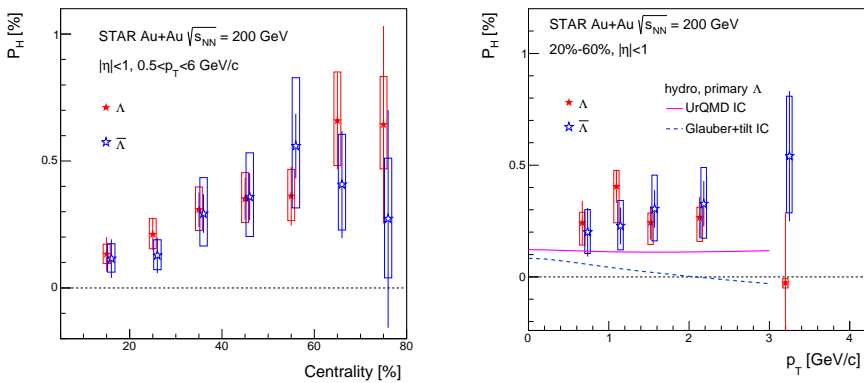 P_H [%]
STAR Au+Au √s_NN = 200 GeV
|η|<1, 0.5<p_T<6 GeV/c
Λ
Λ̅
1
0.5
0
20 40 60 80
Centrality [%]
P_H [%]
STAR Au+Au √s_NN = 200 GeV
20%-60%, |η|<1
hydro, primary Λ
Λ
UrQMD IC
Λ̅
Glauber+tilt IC
1
0.5
0
0 1 2 3 4
p_T [GeV/c]